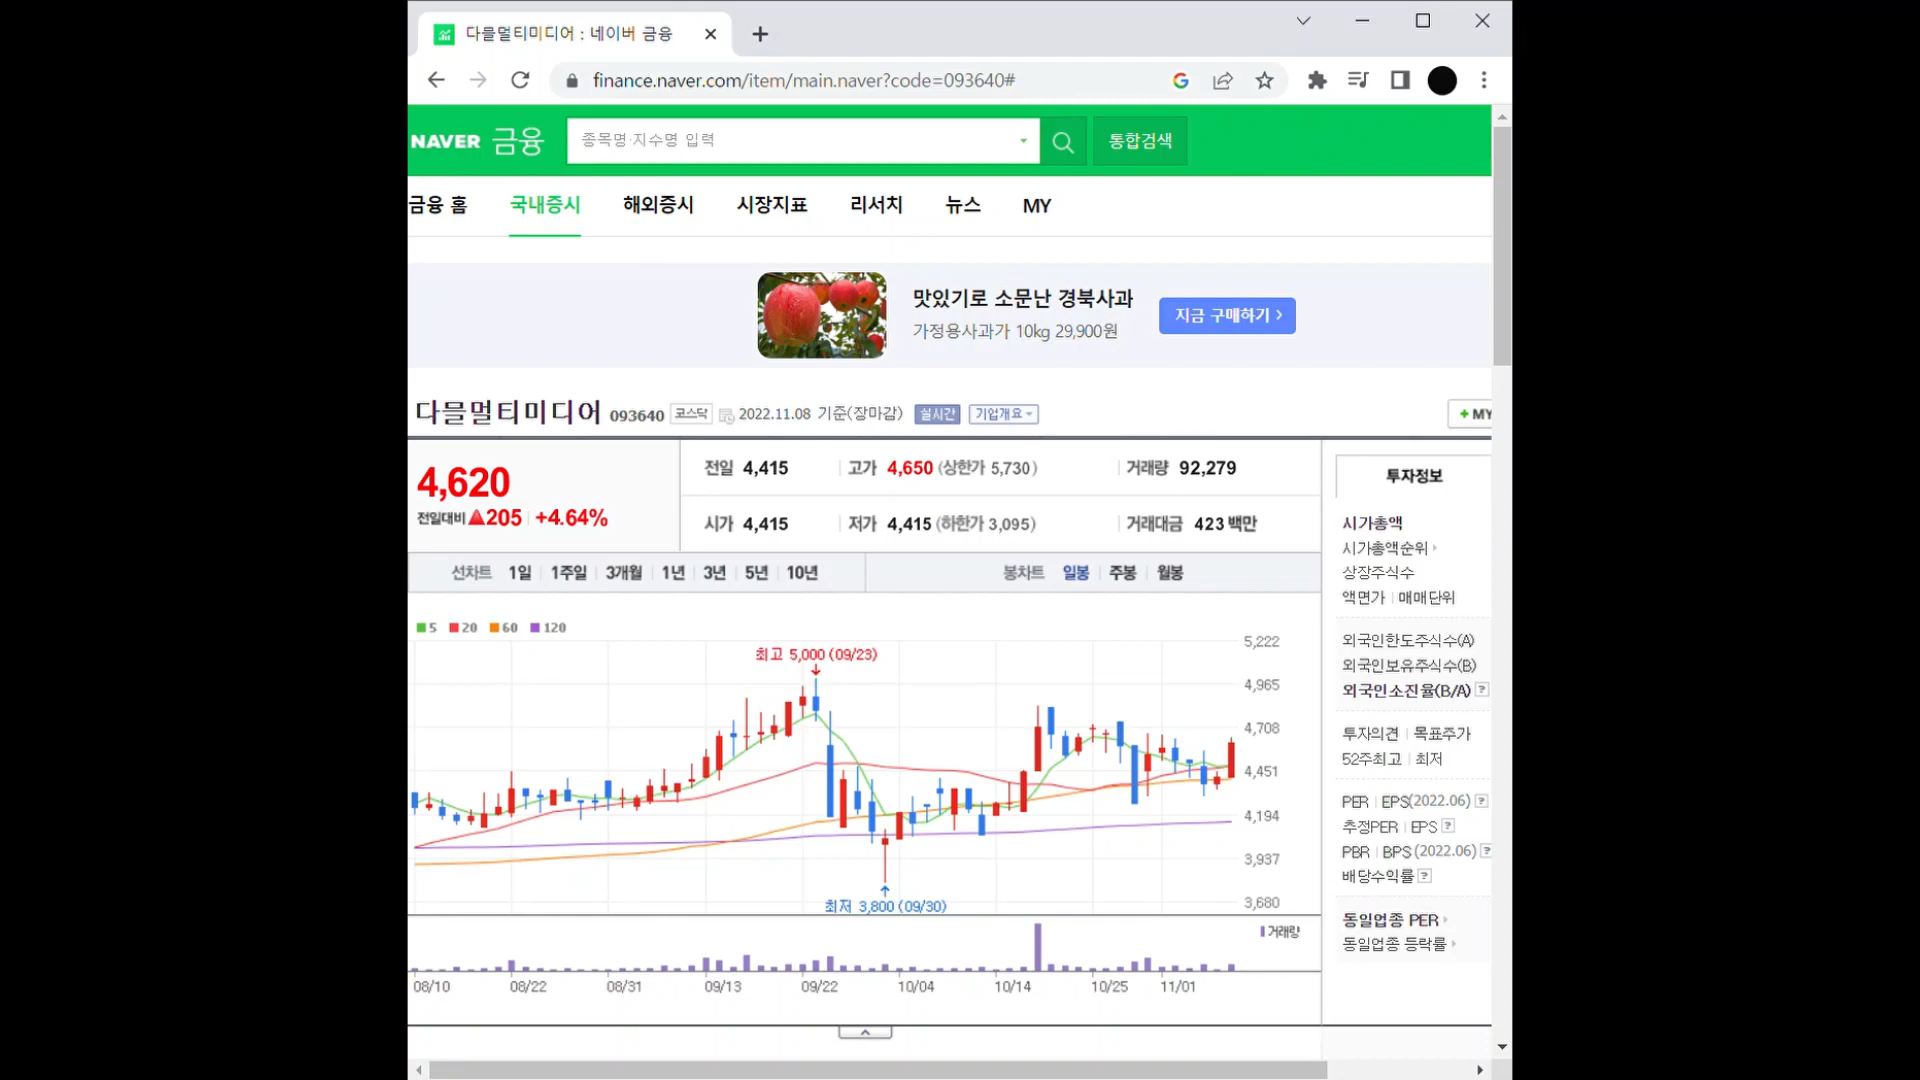 다믈멀티미디어 : 네이버 금융
finance.naver.com/item/main.naver?code=093640#
NAVER 금융 종목명·지수명 입력 통합검색
금융 홈 국내증시 해외증시 시장지표 리서치 뉴스 MY
맛있기로 소문난 경북사과
가정용사과가 10kg 29,900원
지금 구매하기 >
다믈멀티미디어 093640 코스닥 2022.11.08 기준(장마감) 실시간 기업개요
+ MY
4,620
전일대비 ▲205 +4.64%
전일 4,415 고가 4,650 (상한가 5,730) 거래량 92,279
시가 4,415 저가 4,415 (하한가 3,095) 거래대금 423 백만
선차트 1일 1주일 3개월 1년 3년 5년 10년
봉차트 일봉 주봉 월봉
5 20 60 120
최고 5,000 (09/23)
최저 3,800 (09/30)
5,222
4,965
4,708
4,451
4,194
3,937
3,680
거래량
08/10 08/22 08/31 09/13 09/22 10/04 10/14 10/25 11/01
투자정보
시가총액
시가총액순위
상장주식수
액면가 | 매매단위
외국인한도주식수(A)
외국인보유주식수(B)
외국인소진율(B/A) ?
투자의견 | 목표주가
52주최고 | 최저
PER | EPS(2022.06) ?
추정PER | EPS ?
PBR | BPS(2022.06) ?
배당수익률 ?
동일업종 PER
동일업종 등락률